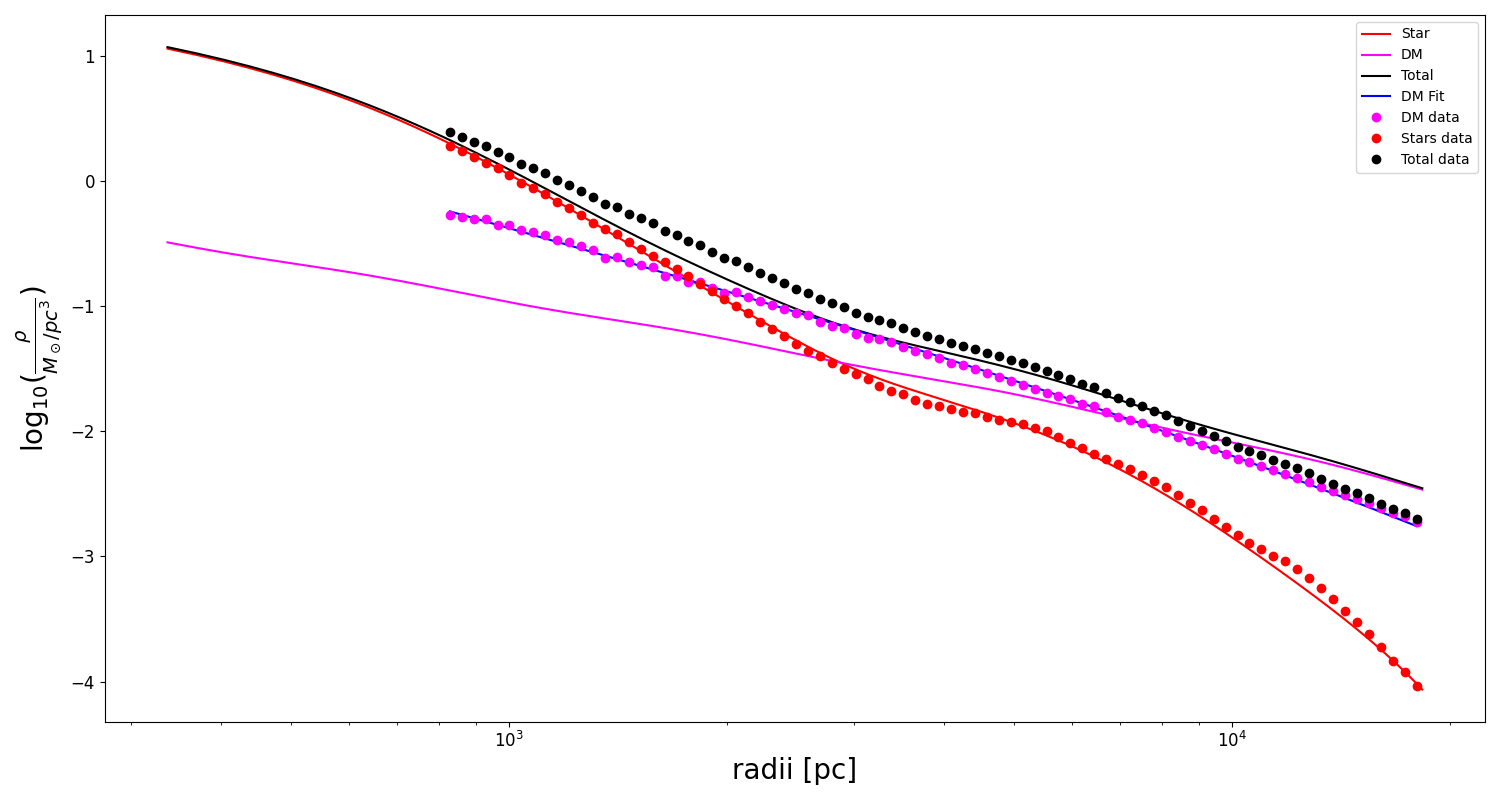 Star
DM
Total
DM Fit
DM data
Stars data
Total data
1
0
−1
−2
−3
−4
log₁₀(ρ / M_⊙/pc³)
10³
10⁴
radii [pc]